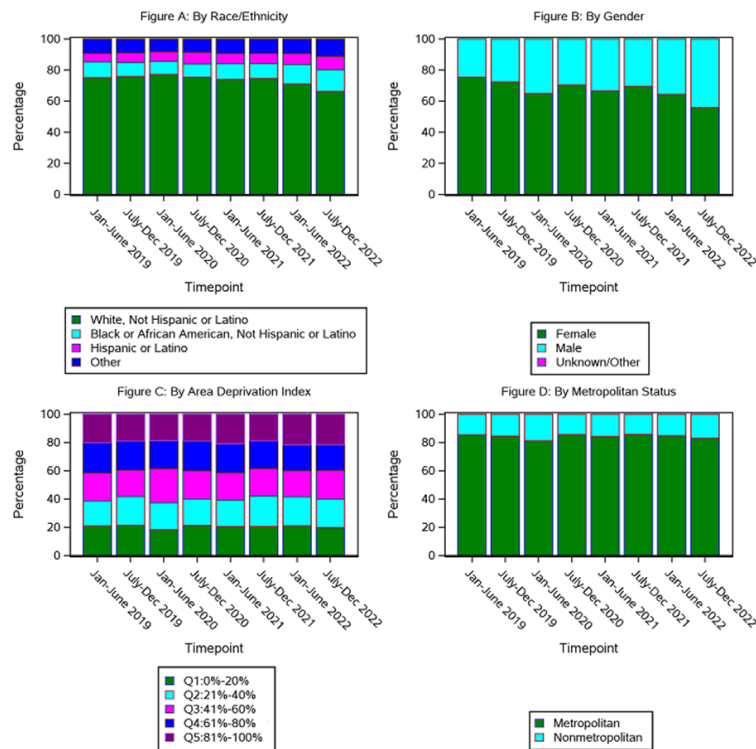 Figure A: By Race/Ethnicity
Percentage
100
80
60
40
20
0
Jan-June 2019
July-Dec 2019
Jan-June 2020
July-Dec 2020
Jan-June 2021
July-Dec 2021
Jan-June 2022
July-Dec 2022
Timepoint
White, Not Hispanic or Latino
Black or African American, Not Hispanic or Latino
Hispanic or Latino
Other
Figure B: By Gender
Percentage
100
80
60
40
20
0
Jan-June 2019
July-Dec 2019
Jan-June 2020
July-Dec 2020
Jan-June 2021
July-Dec 2021
Jan-June 2022
July-Dec 2022
Timepoint
Female
Male
Unknown/Other
Figure C: By Area Deprivation Index
Percentage
100
80
60
40
20
0
Jan-June 2019
July-Dec 2019
Jan-June 2020
July-Dec 2020
Jan-June 2021
July-Dec 2021
Jan-June 2022
July-Dec 2022
Timepoint
Q1:0%-20%
Q2:21%-40%
Q3:41%-60%
Q4:61%-80%
Q5:81%-100%
Figure D: By Metropolitan Status
Percentage
100
80
60
40
20
0
Jan-June 2019
July-Dec 2019
Jan-June 2020
July-Dec 2020
Jan-June 2021
July-Dec 2021
Jan-June 2022
July-Dec 2022
Timepoint
Metropolitan
Nonmetropolitan